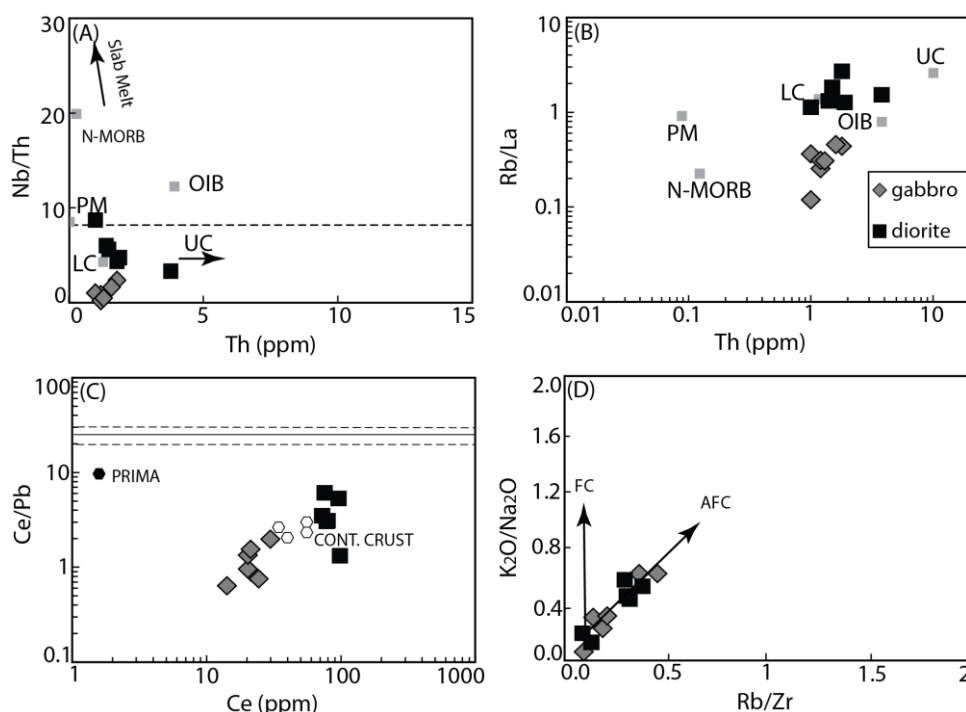 (A)
30
20
10
0
Nb/Th
Slab Melt
N-MORB
PM
OIB
UC
LC
0
5
10
15
Th (ppm)
(B)
10
1
0.1
0.01
Rb/La
UC
LC
OIB
PM
N-MORB
gabbro
diorite
0.01
0.1
1
10
Th (ppm)
(C)
100
10
1
0.1
Ce/Pb
PRIMA
CONT. CRUST
1
10
100
1000
Ce (ppm)
(D)
2.0
1.6
1.2
0.8
0.4
0.0
K2O/Na2O
FC
AFC
0.0
0.5
1
1.5
2
Rb/Zr